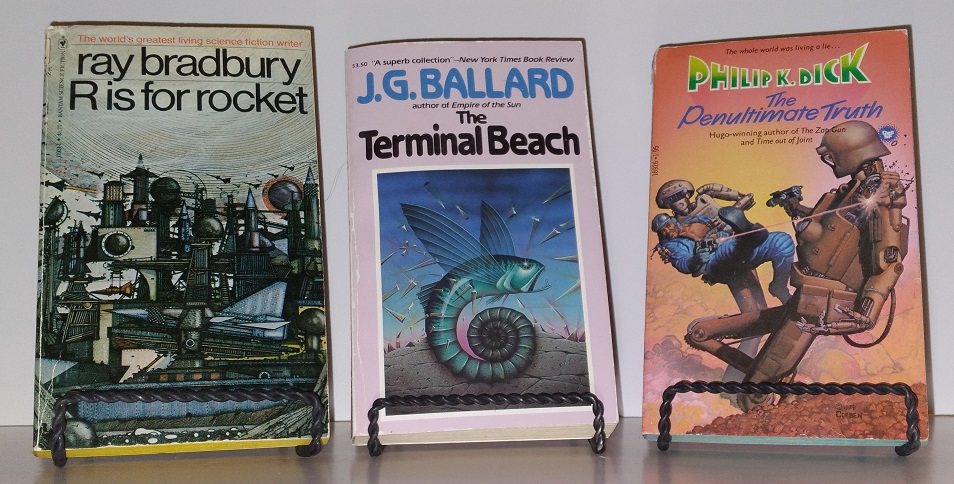 The world's greatest living science fiction writer
ray bradbury
R is for rocket
$3.50 "A superb collection"—New York Times Book Review
J.G. BALLARD
author of Empire of the Sun
The
Terminal Beach
The whole world was living a lie...
PHILIP K. DICK
The
Penultimate Truth
Hugo-winning author of The Zap Gun
and Time out of Joint